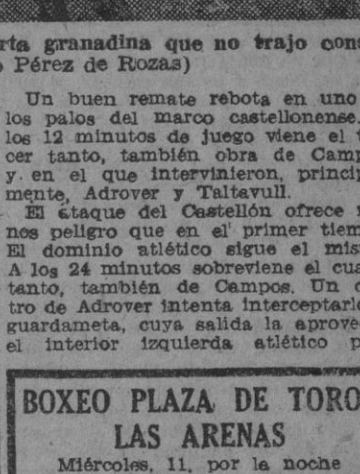 rta granadina que no trajo cons
o Pérez de Rozas)
Un buen remate rebota en uno
los palos del marco castellonense.
los 12 minutos de juego viene el t
cer tanto, también obra de Camp
y en el que intervinieron, princip
mente, Adrover y Taltavull.
El ataque del Castellón ofrece m
nos peligro que en el primer tiem
El dominio atlético sigue el mis
A los 24 minutos sobreviene el cua
tanto, también de Campos. Un c
tro de Adrover intenta interceptarlo
guardameta, cuya salida la aprove
el interior izquierda atlético p
BOXEO PLAZA DE TORO
LAS ARENAS
Miércoles, 11, por la noche